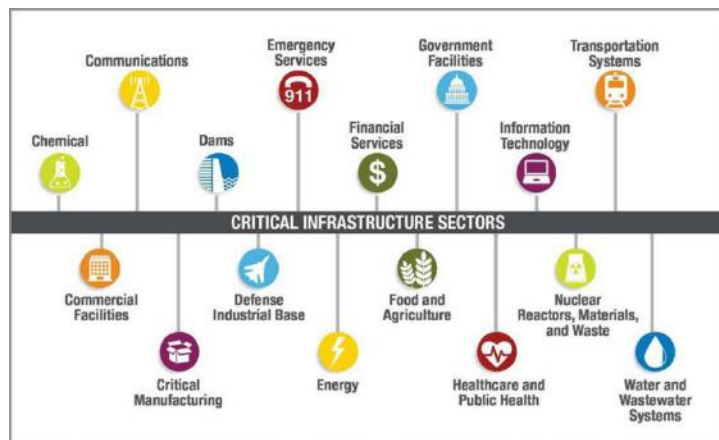 Emergency
Services
Government
Facilities
Transportation
Systems
Communications
911
Chemical
Dams
Financial
Services
Information
Technology
$
CRITICAL INFRASTRUCTURE SECTORS
Commercial
Facilities
Defense
Industrial Base
Food and
Agriculture
Nuclear
Reactors, Materials,
and Waste
Critical
Manufacturing
Energy
Healthcare and
Public Health
Water and
Wastewater
Systems